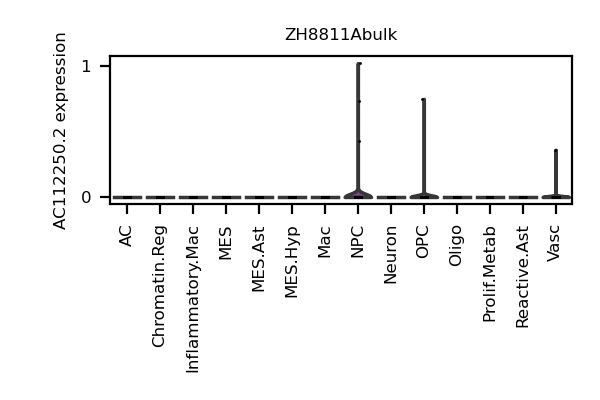 ZH8811Abulk
AC112250.2 expression
1
0
AC
Chromatin.Reg
Inflammatory.Mac
MES
MES.Ast
MES.Hyp
Mac
NPC
Neuron
OPC
Oligo
Prolif.Metab
Reactive.Ast
Vasc